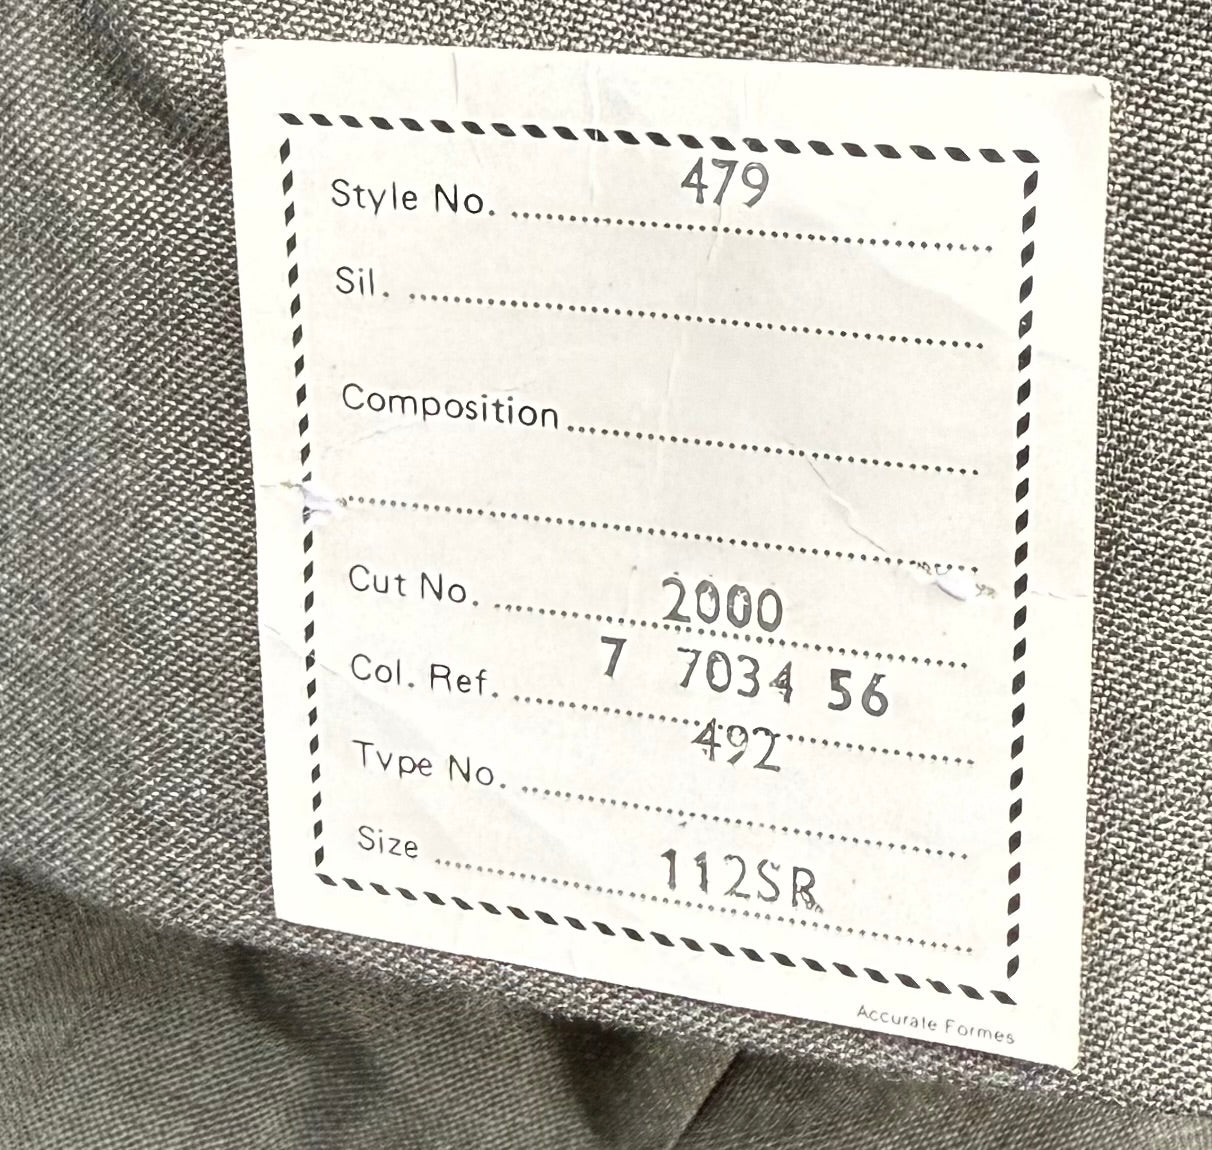 Style No. 479
Sil.
Composition
Cut No. 2000
Col. Ref. 7 7034 56
Type No. 492
Size 112SR
Accurate Formes